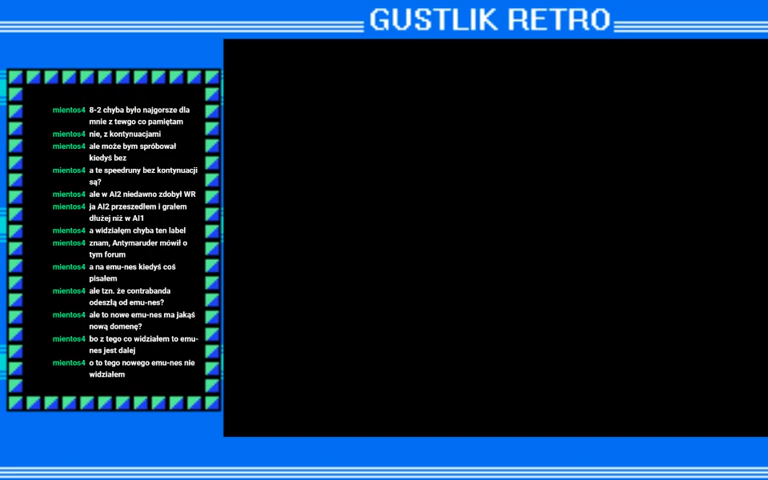 GUSTLIK RETRO
mientos4 8-2 chyba było najgorsze dla
mnie z tewgo co pamiętam
mientos4 nie, z kontynuacjami
mientos4 ale może bym spróbował
kiedyś bez
mientos4 a te speedruny bez kontynuacji
są?
mientos4 ale w AI2 niedawno zdobył WR
mientos4 ja AI2 przeszedłem i grałem
dłużej niż w AI1
mientos4 a widziałęm chyba ten label
mientos4 znam, Antymaruder mówil o
tym forum
mientos4 a na emu-nes kiedyś coś
pisałem
mientos4 ale tzn. że contrabanda
odeszlą od emu-nes?
mientos4 ale to nowe emu-nes ma jakąś
nową domenę?
mientos4 bo z tego co widziałem to emu-
nes jest dalej
mientos4 o to tego nowego emu-nes nie
widziałem